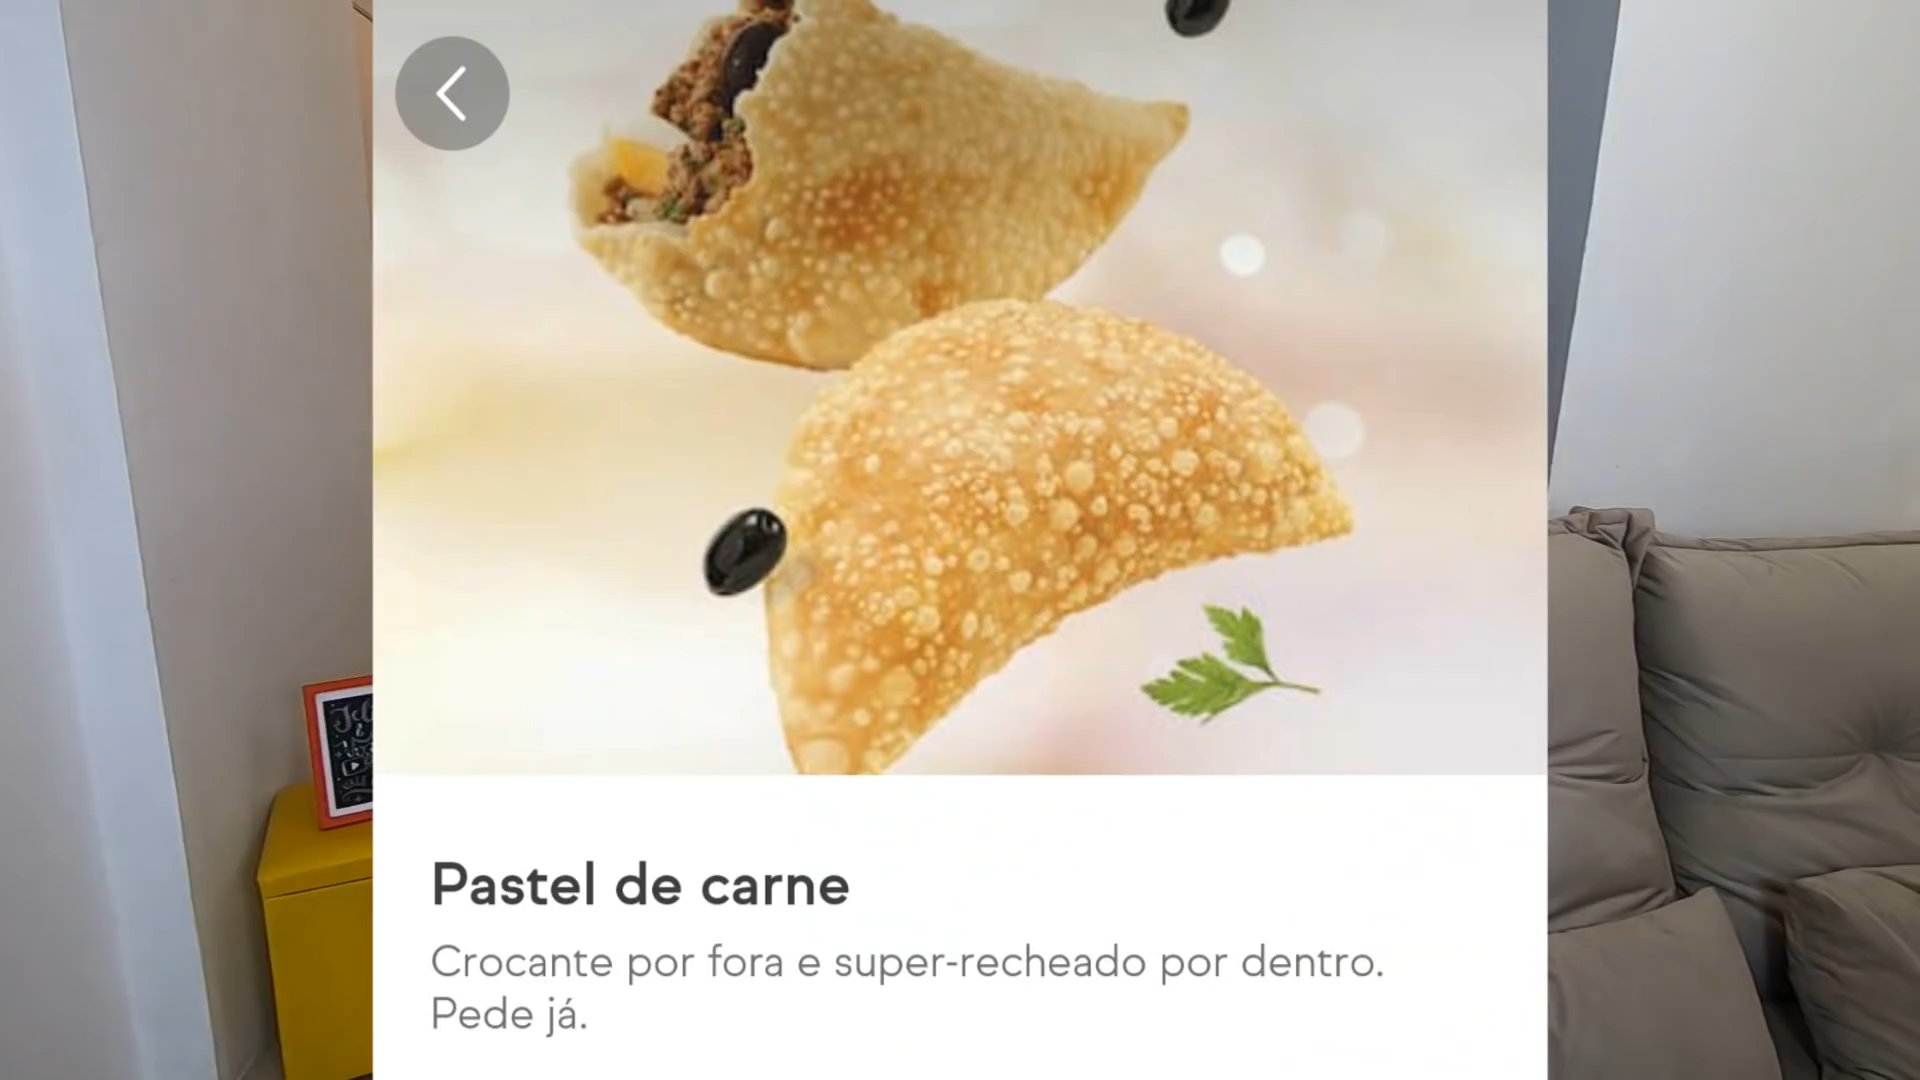 Pastel de carne
Crocante por fora e super-recheado por dentro.
Pede já.